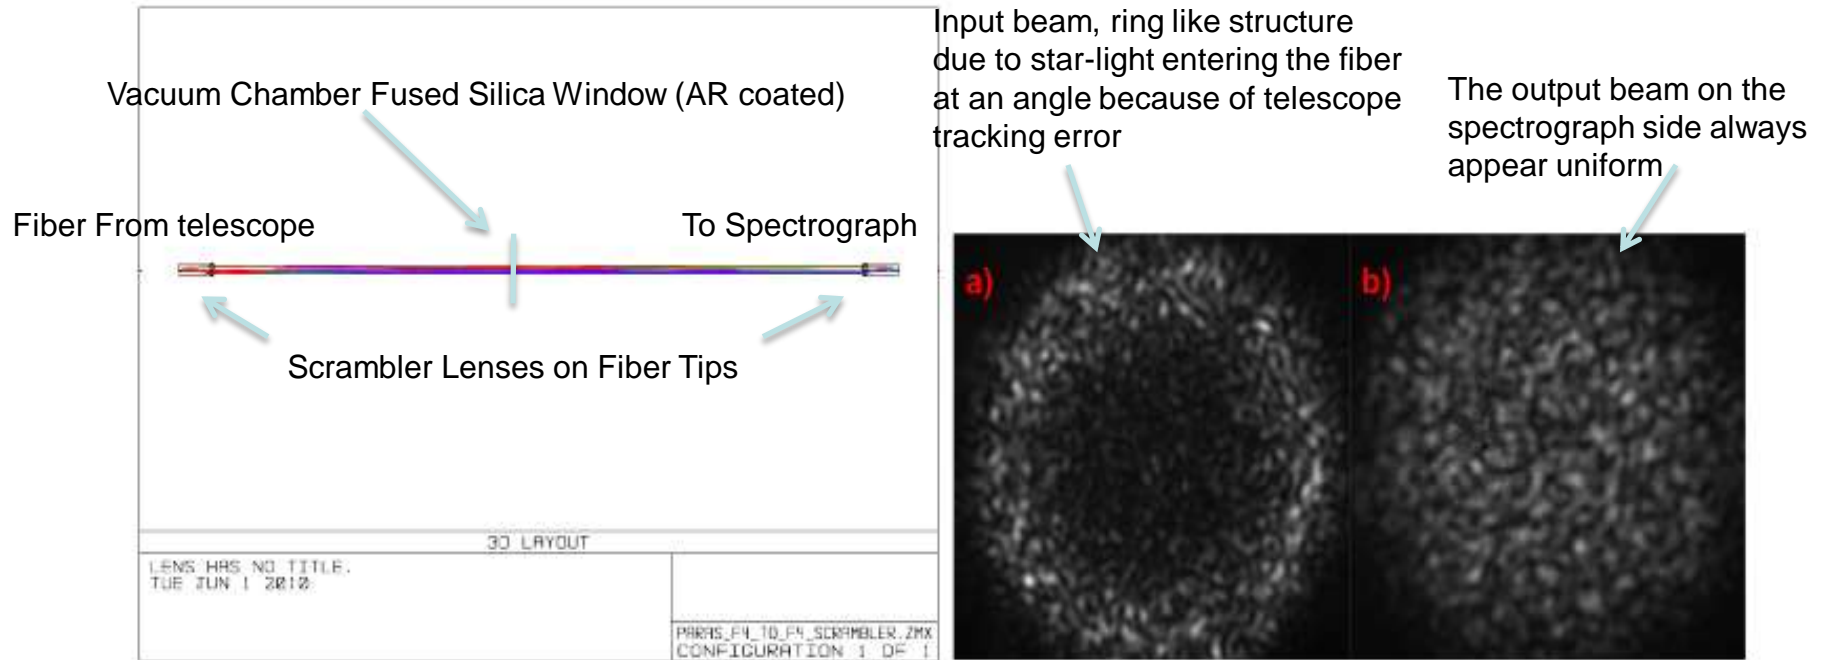 Vacuum Chamber Fused Silica Window (AR coated)
Fiber From telescope
To Spectrograph
Scrambler Lenses on Fiber Tips
3D LAYOUT
LENS HAS NO TITLE.
TUE JUN 1 2010
PARAS_F4_TO_F4_SCRAMBLER.ZMX
CONFIGURATION 1 OF 1
Input beam, ring like structure
due to star-light entering the fiber
at an angle because of telescope
tracking error
The output beam on the
spectrograph side always
appear uniform
a)
b)